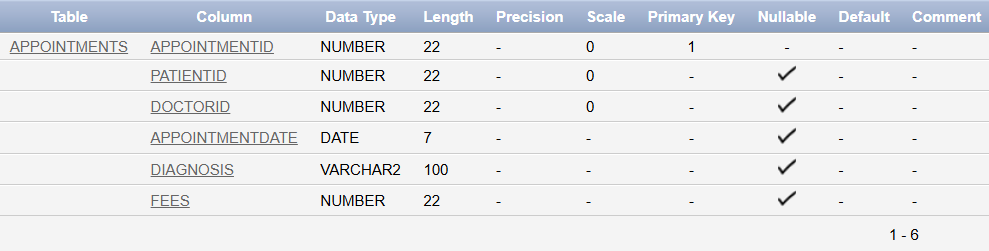 Table Column Data Type Length Precision Scale Primary Key Nullable Default Comment
APPOINTMENTS APPOINTMENTID NUMBER 22 - 0 1 - - -
PATIENTID NUMBER 22 - 0 - ✓ - -
DOCTORID NUMBER 22 - 0 - ✓ - -
APPOINTMENTDATE DATE 7 - - - ✓ - -
DIAGNOSIS VARCHAR2 100 - - - ✓ - -
FEES NUMBER 22 - - - ✓ - -
1 - 6